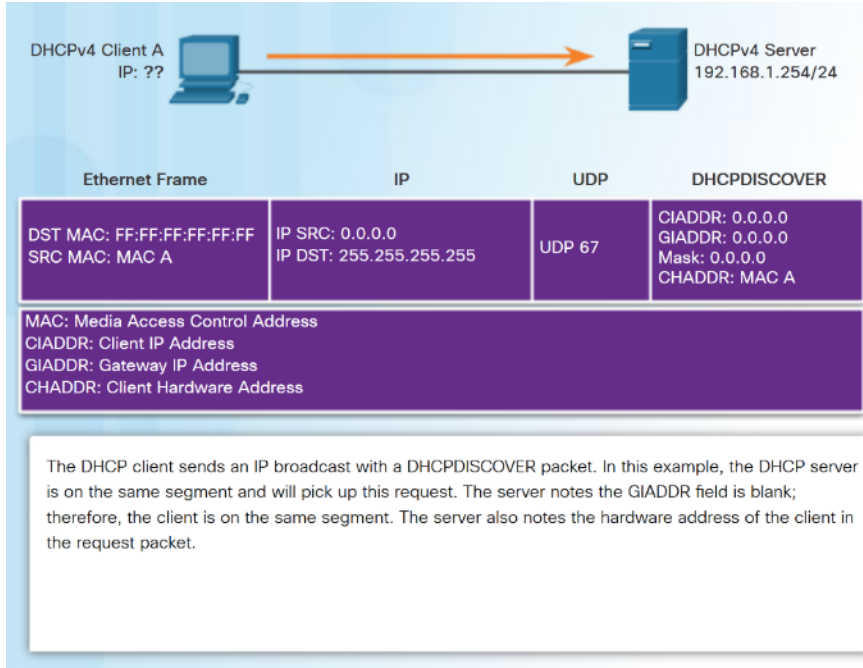 DHCPv4 Client A
IP: ??
DHCPv4 Server
192.168.1.254/24
Ethernet Frame
IP
UDP
DHCPDISCOVER
DST MAC: FF:FF:FF:FF:FF:FF
SRC MAC: MAC A
IP SRC: 0.0.0.0
IP DST: 255.255.255.255
UDP 67
CIADDR: 0.0.0.0
GIADDR: 0.0.0.0
Mask: 0.0.0.0
CHADDR: MAC A
MAC: Media Access Control Address
CIADDR: Client IP Address
GIADDR: Gateway IP Address
CHADDR: Client Hardware Address
The DHCP client sends an IP broadcast with a DHCPDISCOVER packet. In this example, the DHCP server
is on the same segment and will pick up this request. The server notes the GIADDR field is blank;
therefore, the client is on the same segment. The server also notes the hardware address of the client in
the request packet.